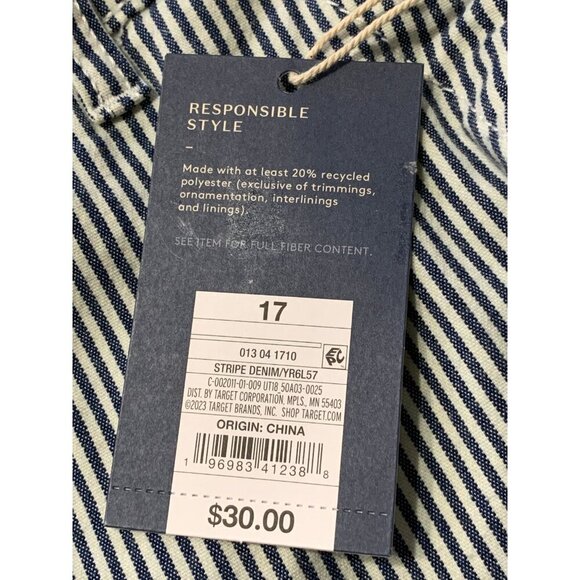 RESPONSIBLE
STYLE
–
Made with at least 20% recycled
polyester (exclusive of trimmings,
ornamentation, interlinings
and linings).
SEE ITEM FOR FULL FIBER CONTENT.
17
013 04 1710
EPC
STRIPE DENIM/YR6L57
C-002011-01-009 UT18_50A03-0025
DIST. BY TARGET CORPORATION, MPLS, MN 55403
©2023 TARGET BRANDS, INC. SHOP TARGET.COM
ORIGIN: CHINA
1 96983 41238 8
$30.00